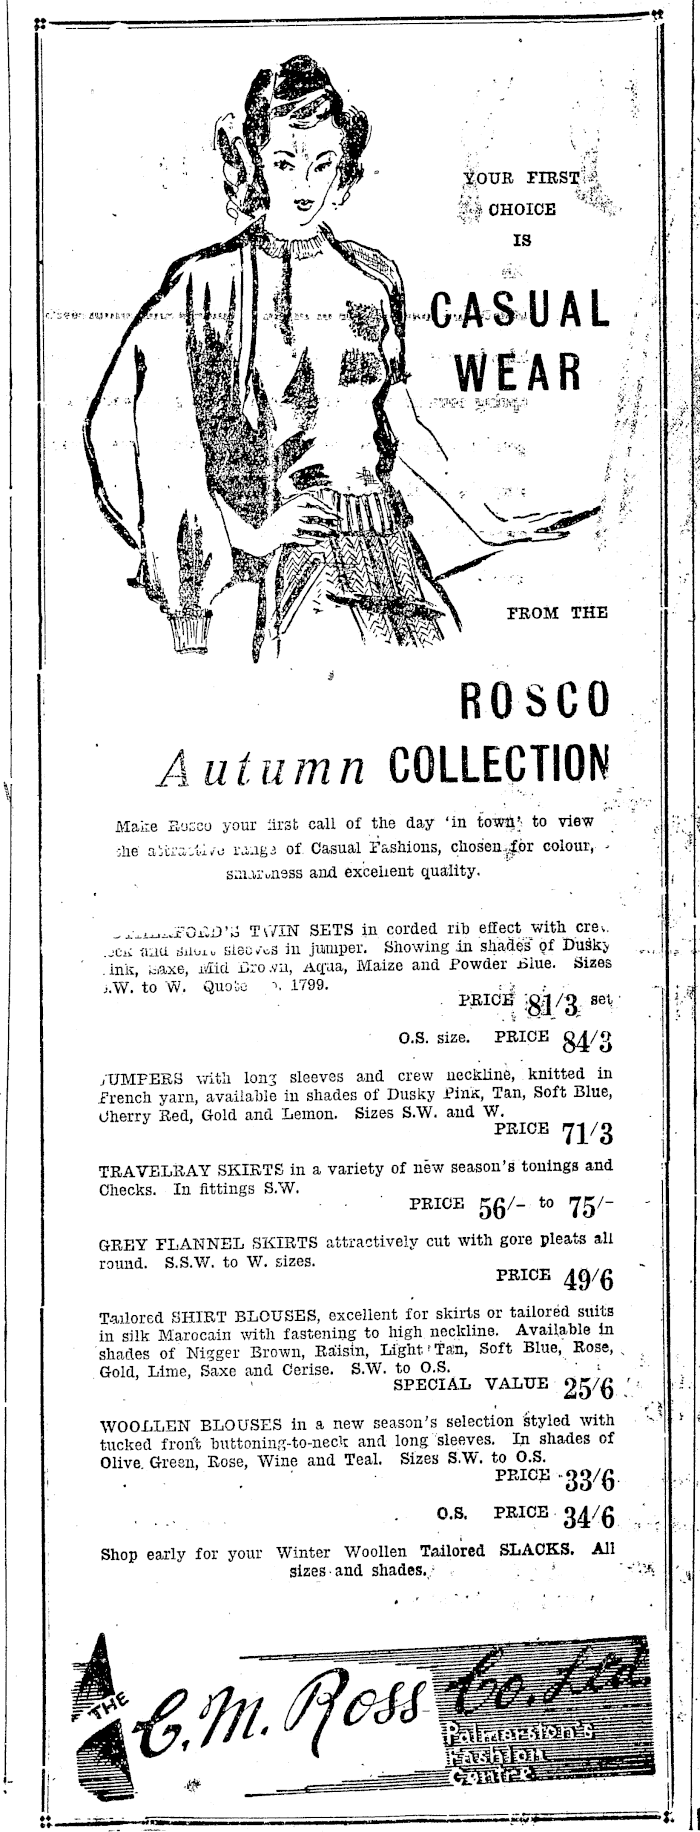 YOUR FIRST
CHOICE
IS
CASUAL
WEAR
FROM THE
ROSCO
Autumn COLLECTION
Make Rosco your first call of the day 'in town' to view
the attractive range of Casual Fashions, chosen for colour,
smartness and excellent quality.
TWIN SETS in corded rib effect with crew
neck and short sleeves in jumper. Showing in shades of Dusky
Pink, Saxe, Mid Brown, Aqua, Maize and Powder Blue. Sizes
S.W. to W. Quote 1799.
PRICE 81/3 set
O.S. size. PRICE 84/3
JUMPERS with long sleeves and crew neckline, knitted in
French yarn, available in shades of Dusky Pink, Tan, Soft Blue,
Cherry Red, Gold and Lemon. Sizes S.W. and W.
PRICE 71/3
TRAVELRAY SKIRTS in a variety of new season's tonings and
Checks. In fittings S.W.
PRICE 56/- to 75/-
GREY FLANNEL SKIRTS attractively cut with gore pleats all
round. S.S.W. to W. sizes.
PRICE 49/6
Tailored SHIRT BLOUSES, excellent for skirts or tailored suits
in silk Marocain with fastening to high neckline. Available in
shades of Nigger Brown, Raisin, Light Tan, Soft Blue, Rose,
Gold, Lime, Saxe and Cerise. S.W. to O.S.
SPECIAL VALUE 25/6
WOOLLEN BLOUSES in a new season's selection styled with
tucked front buttoning-to-neck and long sleeves. In shades of
Olive Green, Rose, Wine and Teal. Sizes S.W. to O.S.
PRICE 33/6
O.S. PRICE 34/6
Shop early for your Winter Woollen Tailored SLACKS. All
sizes and shades.
THE C. M. Ross Co. Ltd.
Palmerston's
Fashion
Centre